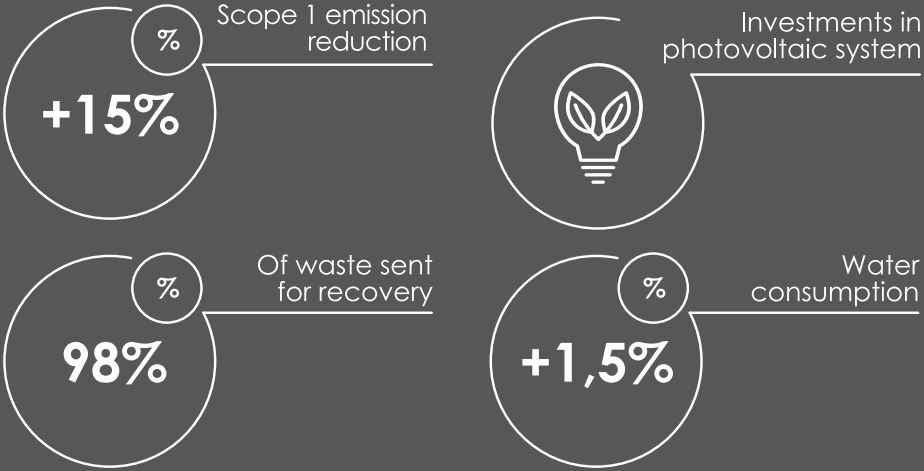 Scope 1 emission
reduction
%
+15%
Investments in
photovoltaic system
Of waste sent
for recovery
%
98%
Water
consumption
%
+1,5%